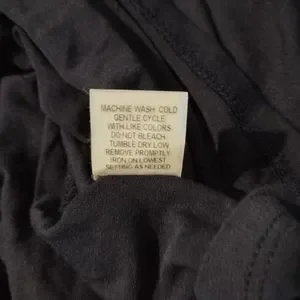 MACHINE WASH COLD
GENTLE CYCLE
WITH LIKE COLORS
DO NOT BLEACH
TUMBLE DRY LOW
REMOVE PROMPTLY
IRON ON LOWEST
SETTING AS NEEDED